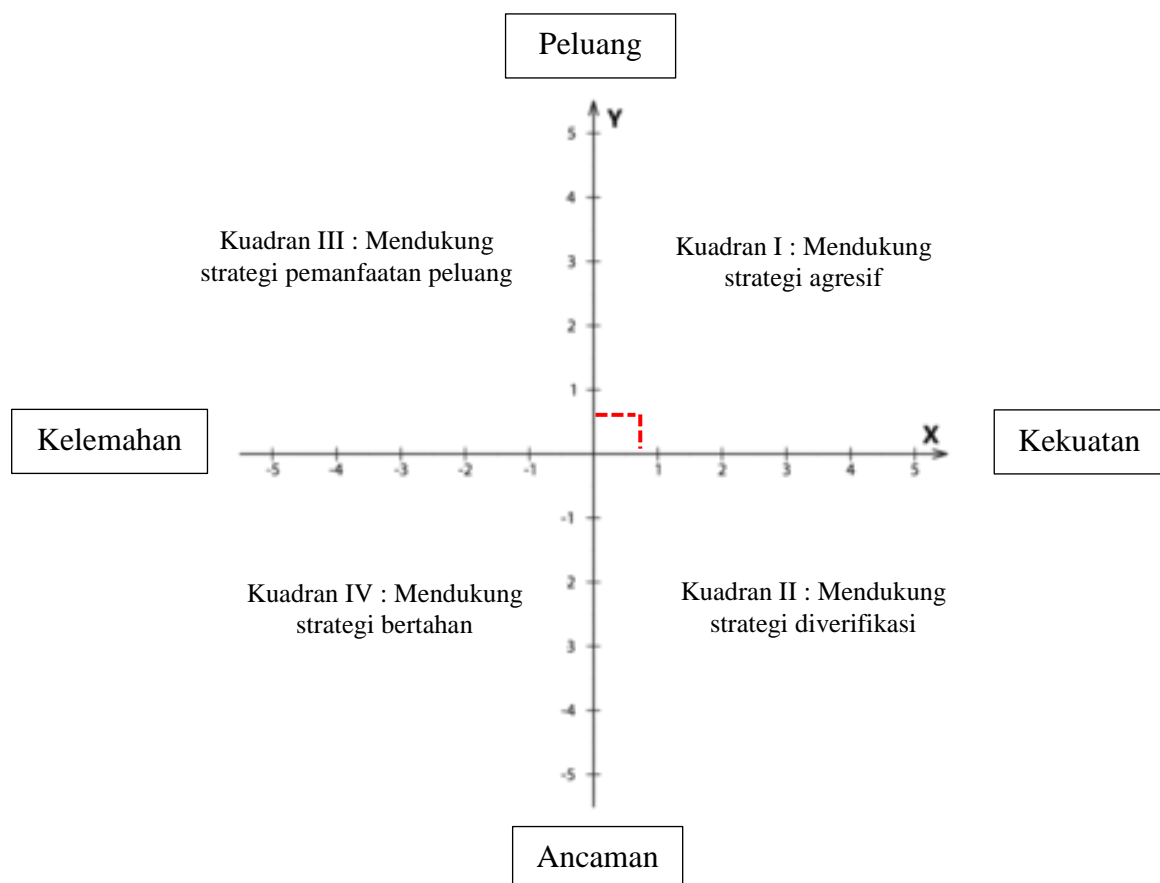 Peluang
Y
5
4
Kuadran III : Mendukung
strategi pemanfaatan peluang
Kuadran I : Mendukung
strategi agresif
3
2
1
Kelemahan
X
Kekuatan
-5 -4 -3 -2 -1 1 2 3 4 5
-1
Kuadran IV : Mendukung
strategi bertahan
Kuadran II : Mendukung
strategi diverifikasi
-2
-3
-4
-5
Ancaman